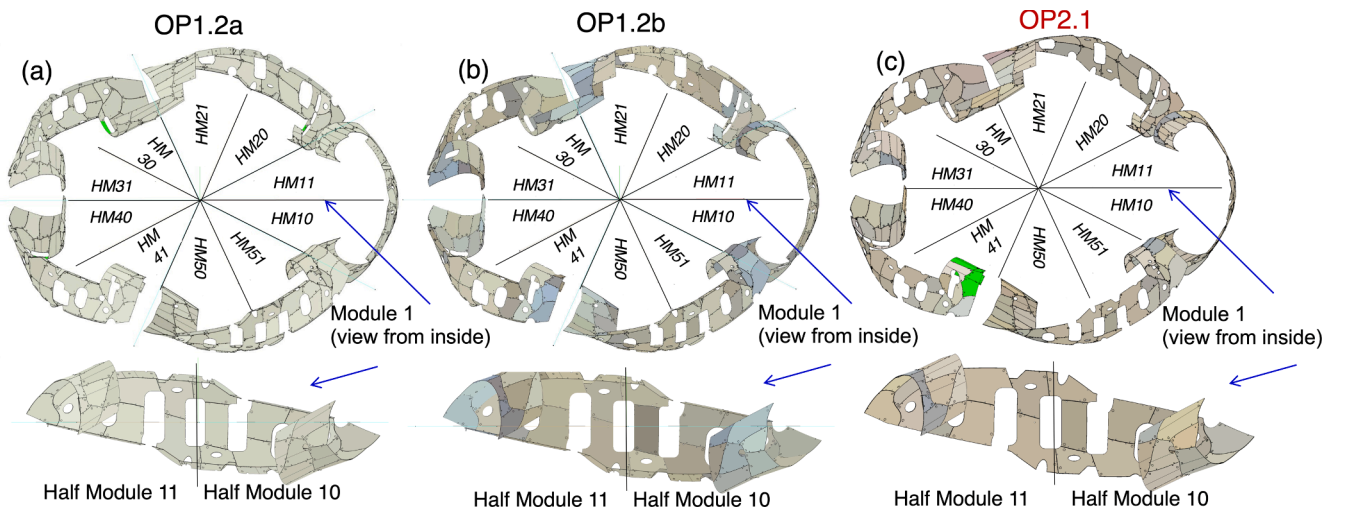 OP1.2a
(a)
HM21
HM
30
HM20
HM31
HM11
HM40
HM10
HM
41
HM50
HM51
Module 1
(view from inside)
Half Module 11
Half Module 10
OP1.2b
(b)
HM21
HM
30
HM20
HM31
HM11
HM40
HM10
HM
41
HM50
HM51
Module 1
(view from inside)
Half Module 11
Half Module 10
OP2.1
(c)
HM21
HM
30
HM20
HM31
HM11
HM40
HM10
HM
41
HM50
HM51
Module 1
(view from inside)
Half Module 11
Half Module 10